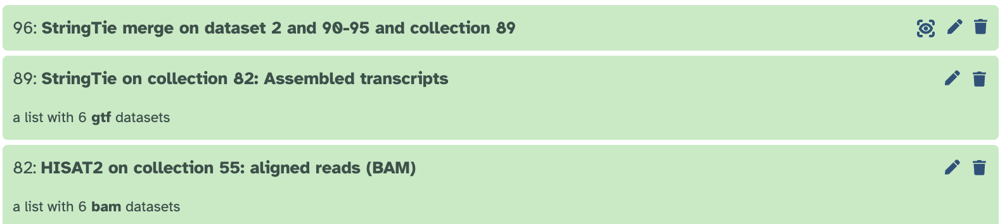 96: StringTie merge on dataset 2 and 90-95 and collection 89
89: StringTie on collection 82: Assembled transcripts
a list with 6 gtf datasets
82: HISAT2 on collection 55: aligned reads (BAM)
a list with 6 bam datasets